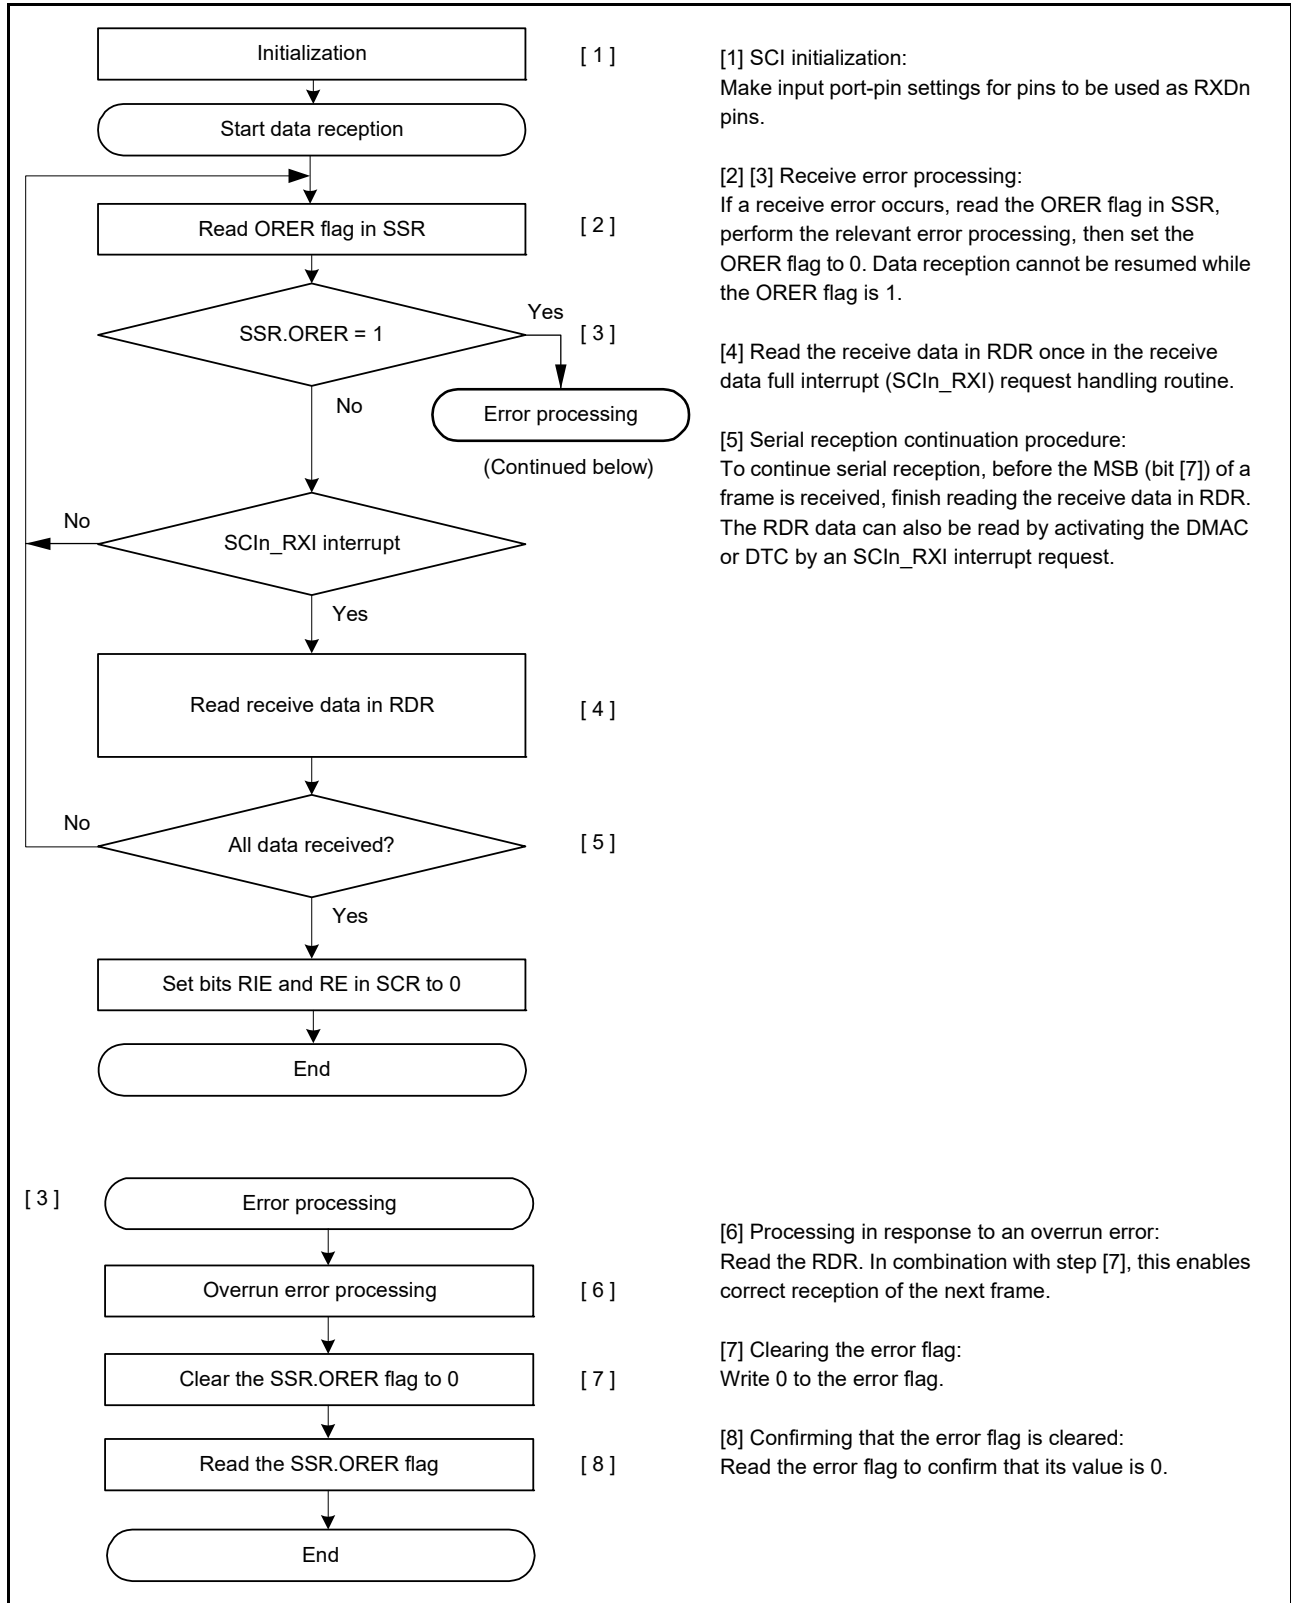 Initialization
[ 1 ]
Start data reception
Read ORER flag in SSR
[ 2 ]
SSR.ORER = 1
Yes
[ 3 ]
No
Error processing
(Continued below)
No
SCIn_RXI interrupt
Yes
Read receive data in RDR
[ 4 ]
No
All data received?
[ 5 ]
Yes
Set bits RIE and RE in SCR to 0
End
[1] SCI initialization:
Make input port-pin settings for pins to be used as RXDn
pins.
[2] [3] Receive error processing:
If a receive error occurs, read the ORER flag in SSR,
perform the relevant error processing, then set the
ORER flag to 0. Data reception cannot be resumed while
the ORER flag is 1.
[4] Read the receive data in RDR once in the receive
data full interrupt (SCIn_RXI) request handling routine.
[5] Serial reception continuation procedure:
To continue serial reception, before the MSB (bit [7]) of a
frame is received, finish reading the receive data in RDR.
The RDR data can also be read by activating the DMAC
or DTC by an SCIn_RXI interrupt request.
[ 3 ]
Error processing
Overrun error processing
[ 6 ]
Clear the SSR.ORER flag to 0
[ 7 ]
Read the SSR.ORER flag
[ 8 ]
End
[6] Processing in response to an overrun error:
Read the RDR. In combination with step [7], this enables
correct reception of the next frame.
[7] Clearing the error flag:
Write 0 to the error flag.
[8] Confirming that the error flag is cleared:
Read the error flag to confirm that its value is 0.